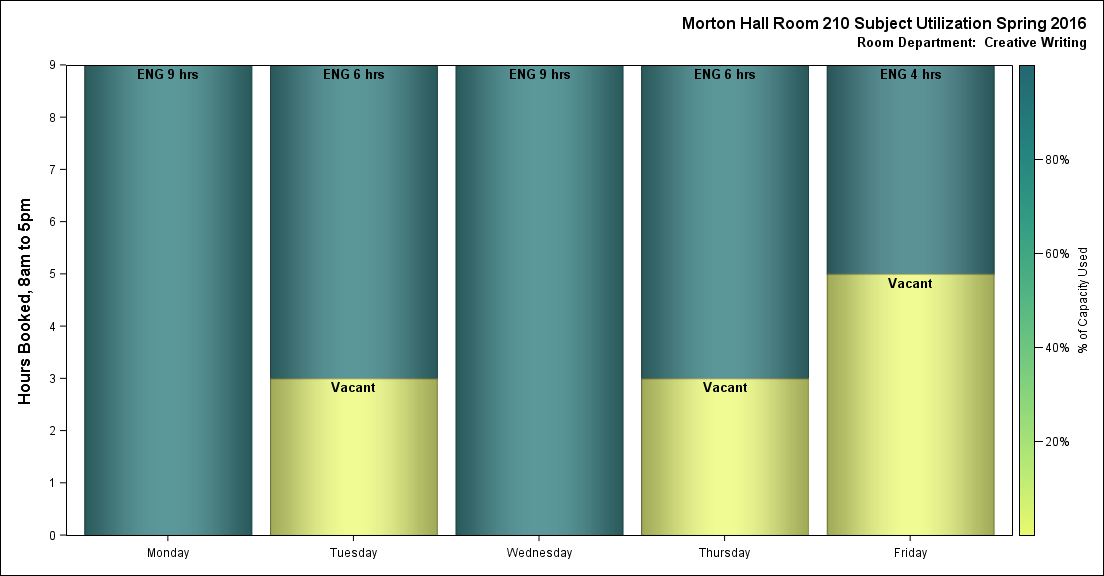 Morton Hall Room 210 Subject Utilization Spring 2016
Room Department:  Creative Writing
Hours Booked, 8am to 5pm
9
8
7
6
5
4
3
2
1
0
ENG 9 hrs
ENG 6 hrs
ENG 9 hrs
ENG 6 hrs
ENG 4 hrs
Vacant
Vacant
Vacant
Monday
Tuesday
Wednesday
Thursday
Friday
80%
60%
40%
20%
% of Capacity Used